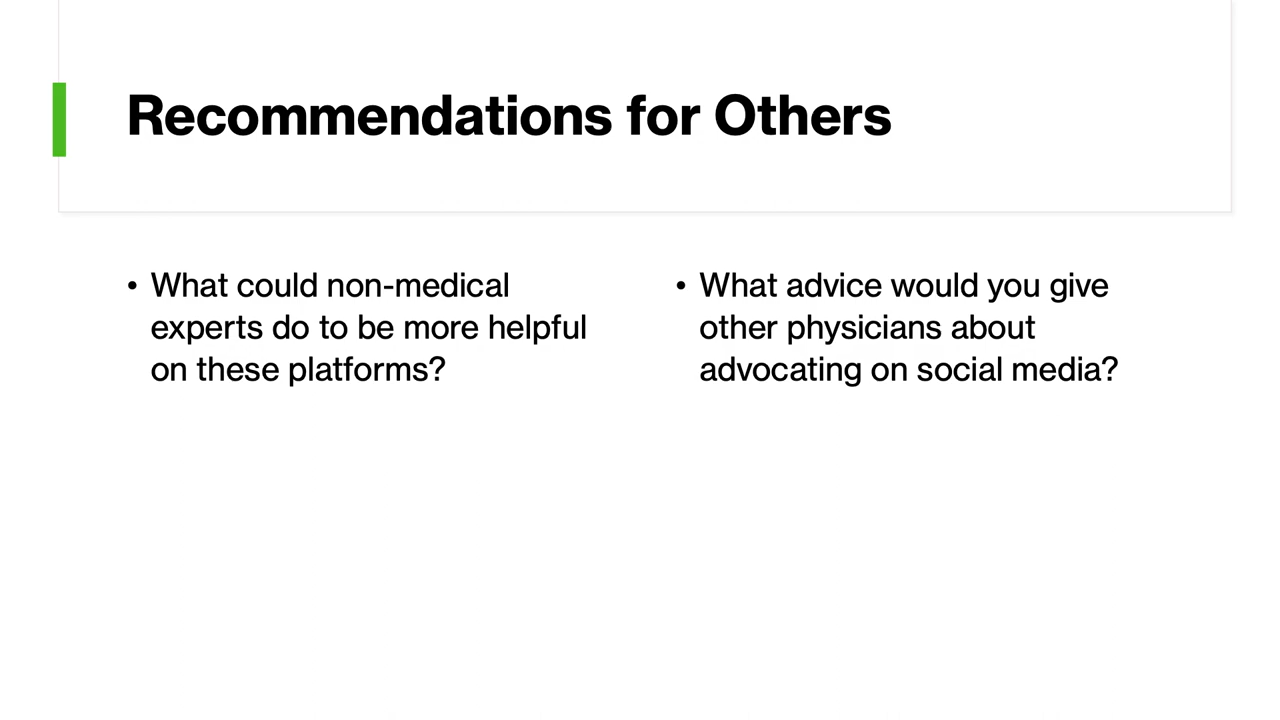 Recommendations for Others
• What could non-medical
experts do to be more helpful
on these platforms?
• What advice would you give
other physicians about
advocating on social media?